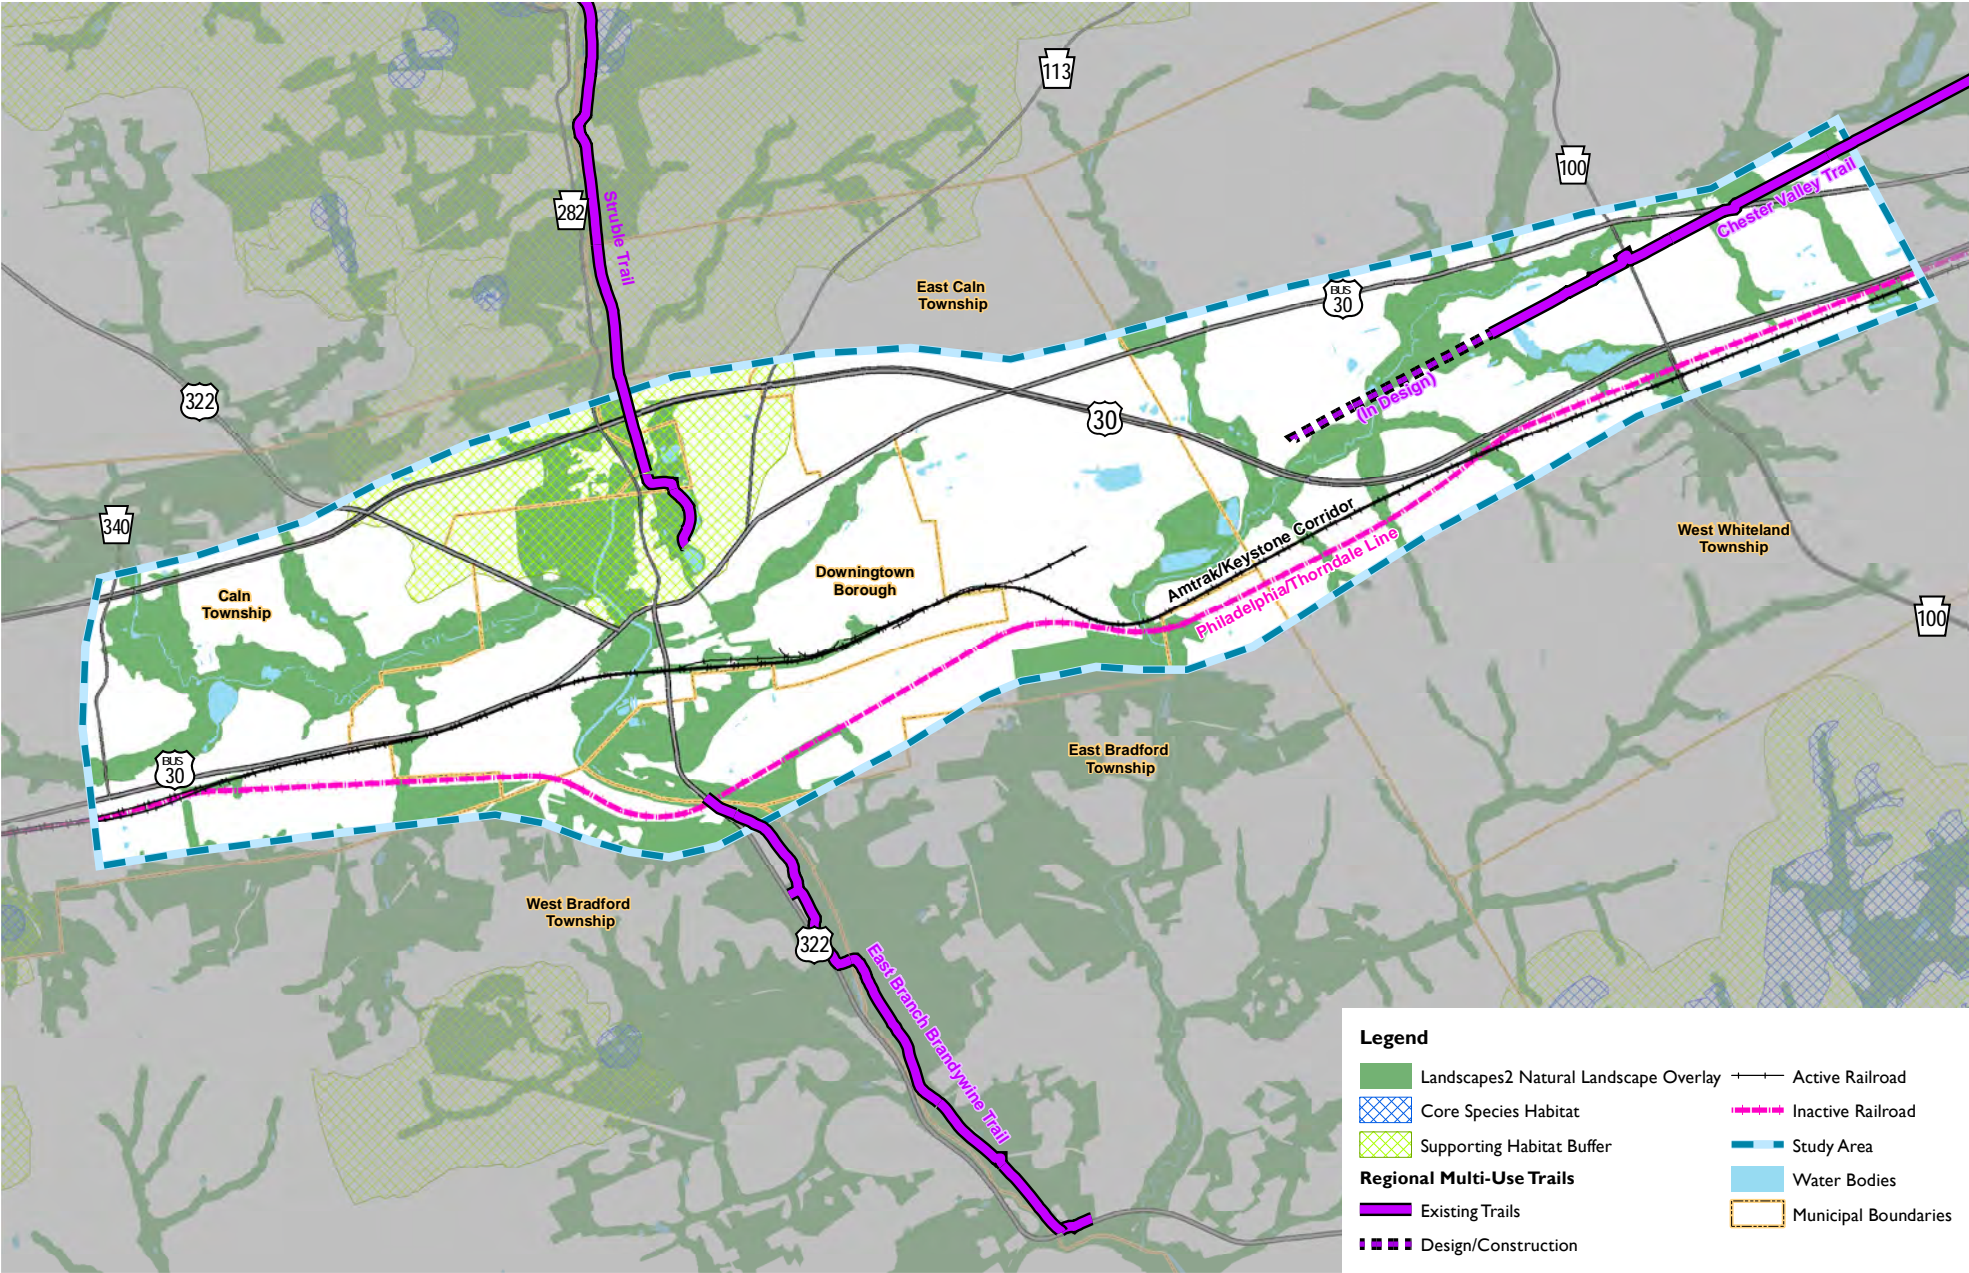 113
100
282
Struble Trail
Chester Valley Trail
East Caln
Township
BUS
30
322
(In Design)
30
340
Amtrak/Keystone Corridor
West Whiteland
Township
Philadelphia/Thorndale Line
Downingtown
Borough
Caln
Township
100
East Bradford
Township
BUS
30
West Bradford
Township
322
East Branch Brandywine Trail
Legend
Landscapes2 Natural Landscape Overlay
Core Species Habitat
Supporting Habitat Buffer
Regional Multi-Use Trails
Existing Trails
Design/Construction
Active Railroad
Inactive Railroad
Study Area
Water Bodies
Municipal Boundaries